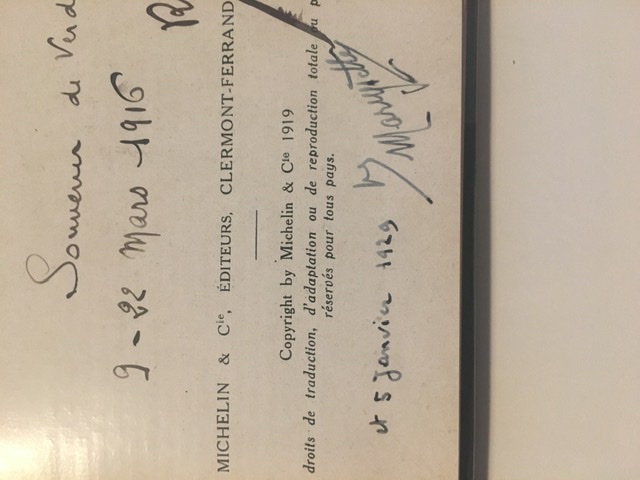 Souvenir de Verd
9-22 Mars 1916
MICHELIN & Cie, ÉDITEURS, CLERMONT-FERRAND
Copyright by Michelin & Cie 1919
droits de traduction, d'adaptation ou de reproduction totale ou p
réservés pour tous pays.
et 5 Janvier 1929